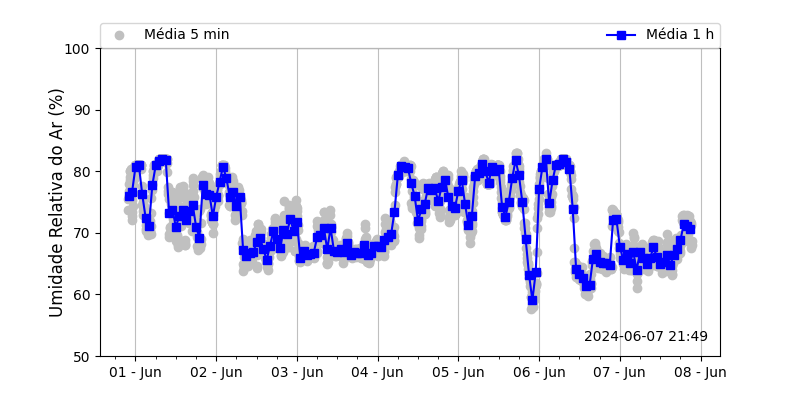 Média 5 min
Média 1 h
Umidade Relativa do Ar (%)
100
90
80
70
60
50
2024-06-07 21:49
01 - Jun
02 - Jun
03 - Jun
04 - Jun
05 - Jun
06 - Jun
07 - Jun
08 - Jun